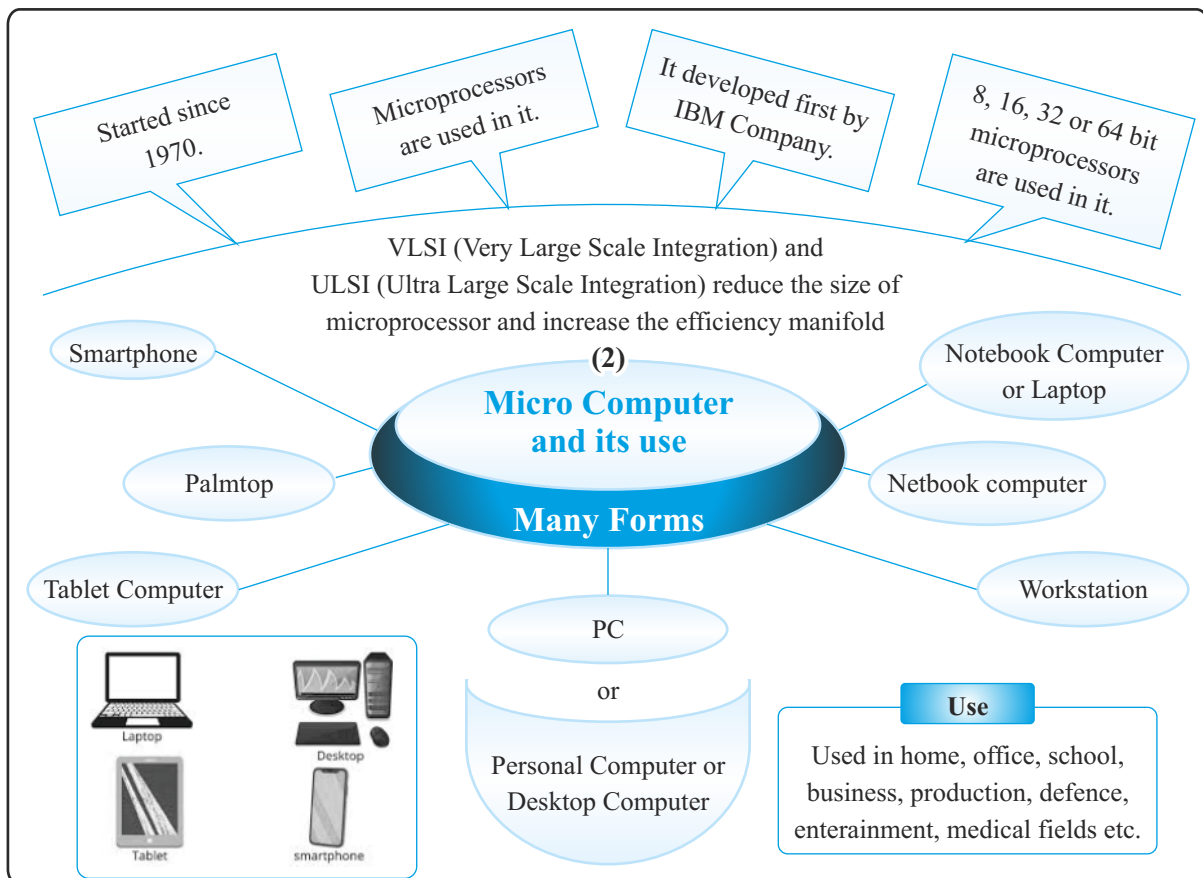 Started since
1970.
Microprocessors
are used in it.
It developed first by
IBM Company.
8, 16, 32 or 64 bit
microprocessors
are used in it.
VLSI (Very Large Scale Integration) and
ULSI (Ultra Large Scale Integration) reduce the size of
microprocessor and increase the efficiency manifold
(2)
Micro Computer
and its use
Many Forms
Smartphone
Palmtop
Tablet Computer
Notebook Computer
or Laptop
Netbook computer
Workstation
PC
or
Personal Computer or
Desktop Computer
Laptop
Desktop
Tablet
smartphone
Use
Used in home, office, school,
business, production, defence,
enterainment, medical fields etc.